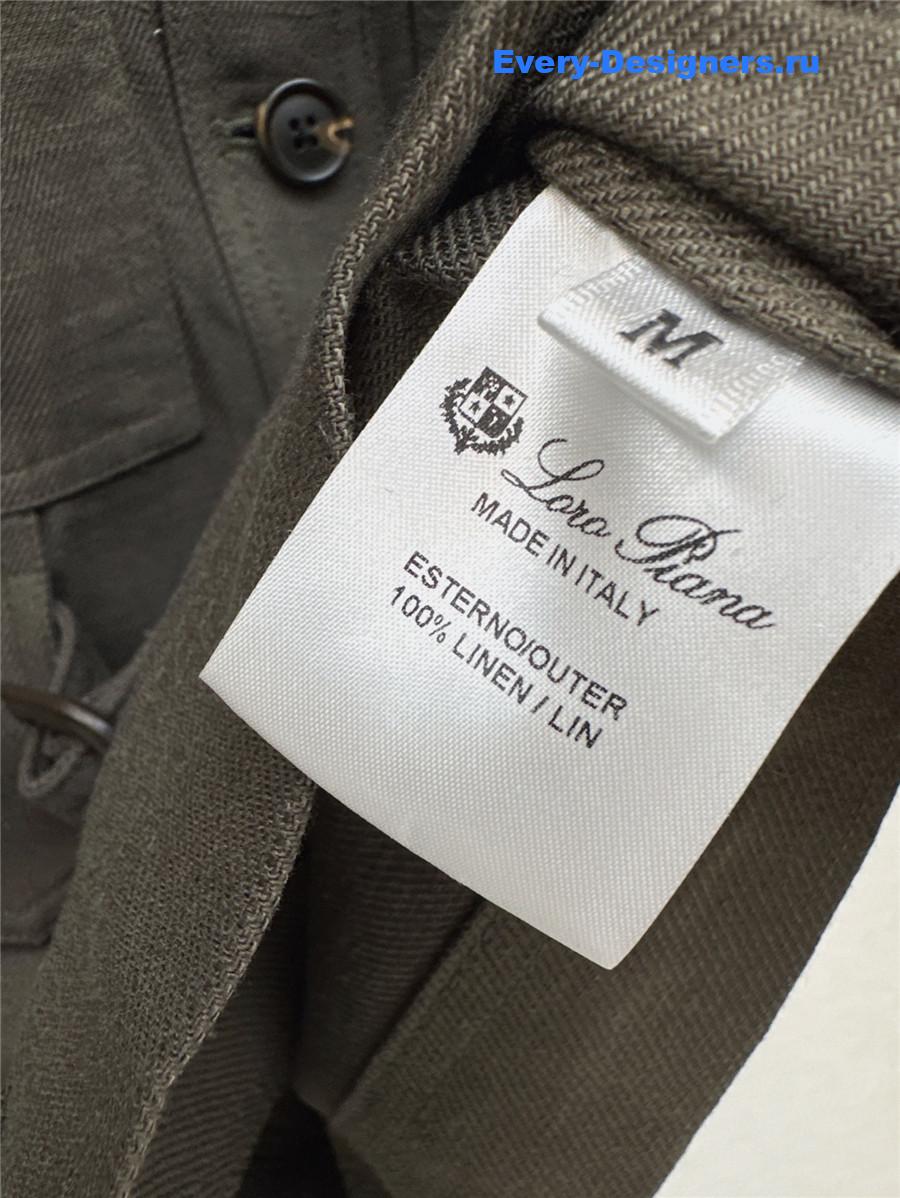 Every-Designers.ru
M
Loro Piana
MADE IN ITALY
ESTERNO/OUTER
100% LINEN / LIN